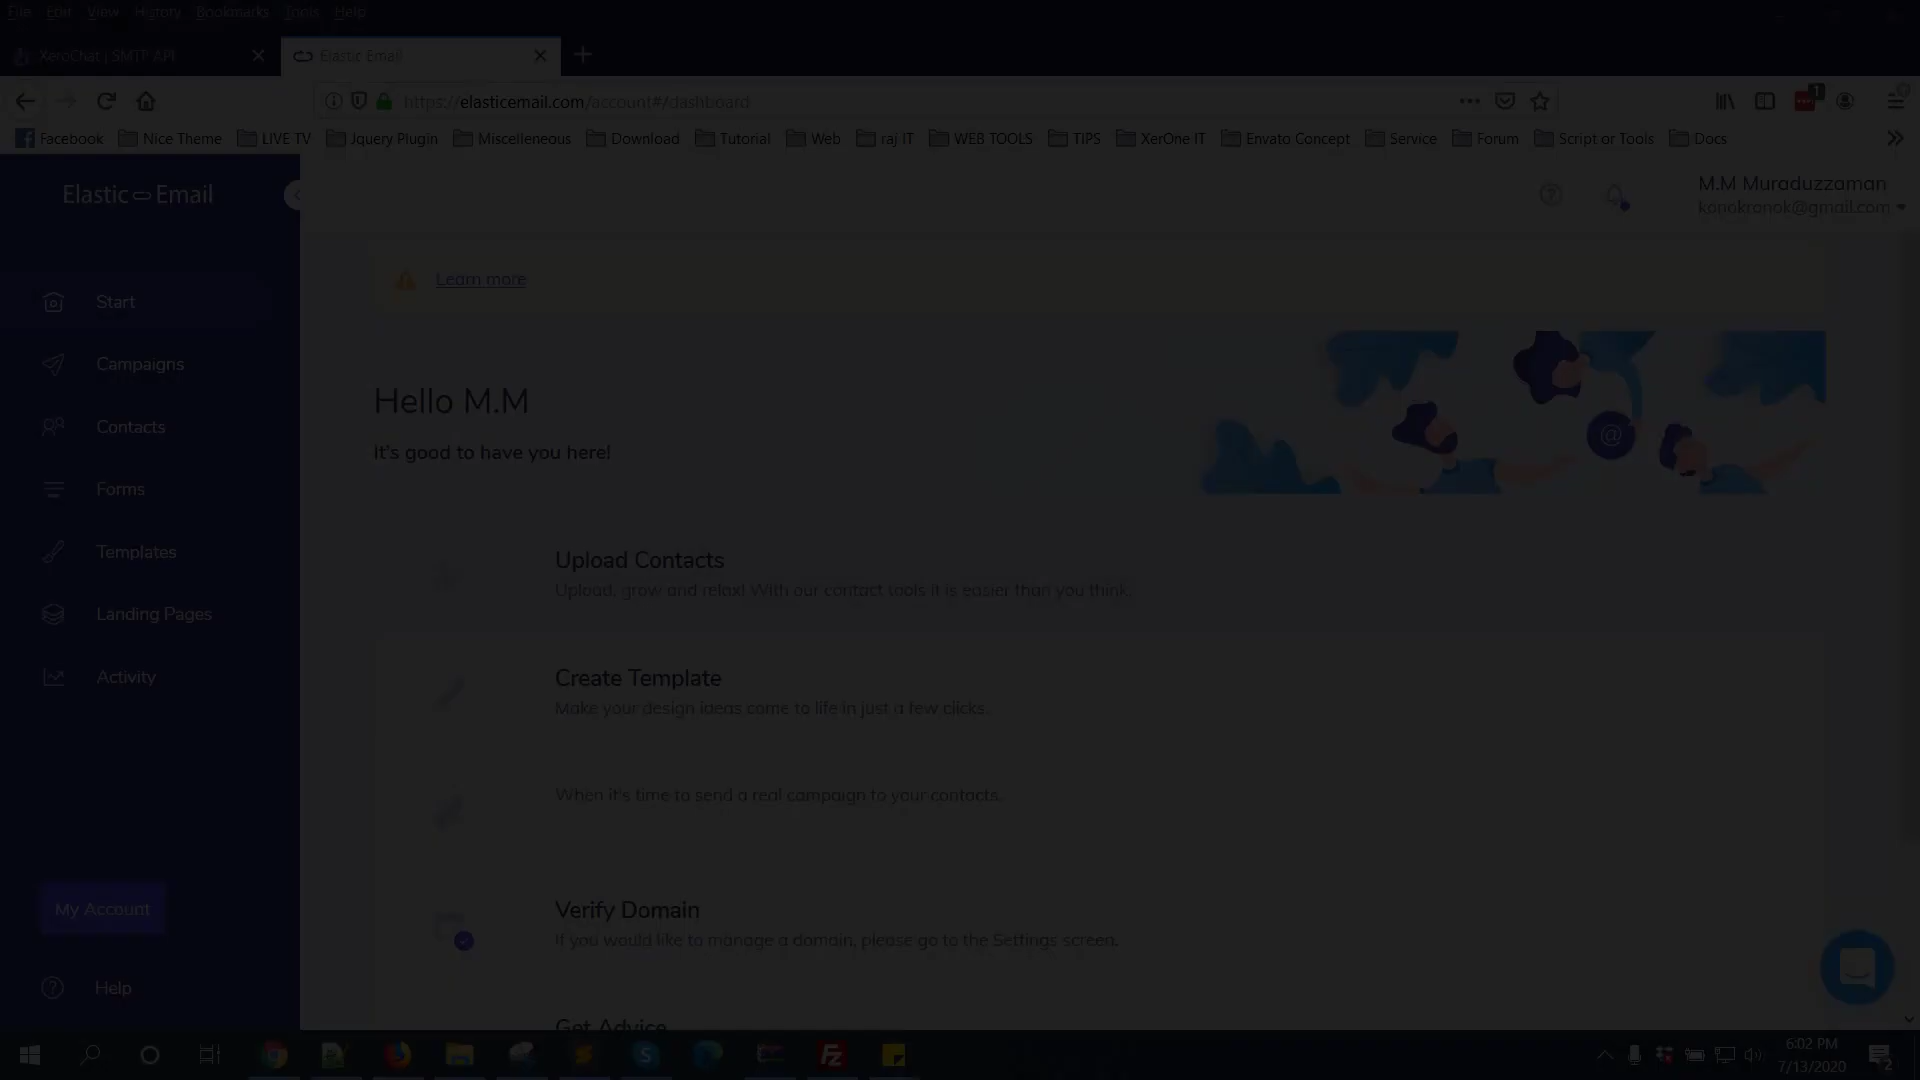 File Edit View History Bookmarks Tools Help
XeroChat | SMTP API
Elastic Email
https://elasticemail.com/account#/dashboard
1
Facebook Nice Theme LIVE TV Jquery Plugin Miscelleneous Download Tutorial Web raj IT WEB TOOLS TIPS XerOne IT Envato Concept Service Forum Script or Tools Docs
Elastic Email
M.M Muraduzzaman
konokronok@gmail.com
Learn more
Start
Campaigns
Contacts
Forms
Templates
Landing Pages
Activity
My Account
Help
Hello M.M
It's good to have you here!
Upload Contacts
Upload, grow and relax! With our contact tools it is easier than you think.
Create Template
Make your design ideas come to life in just a few clicks.
When it's time to send a real campaign to your contacts.
Verify Domain
If you would like to manage a domain, please go to the Settings screen.
Get Advice
6:02 PM
7/13/2020
2